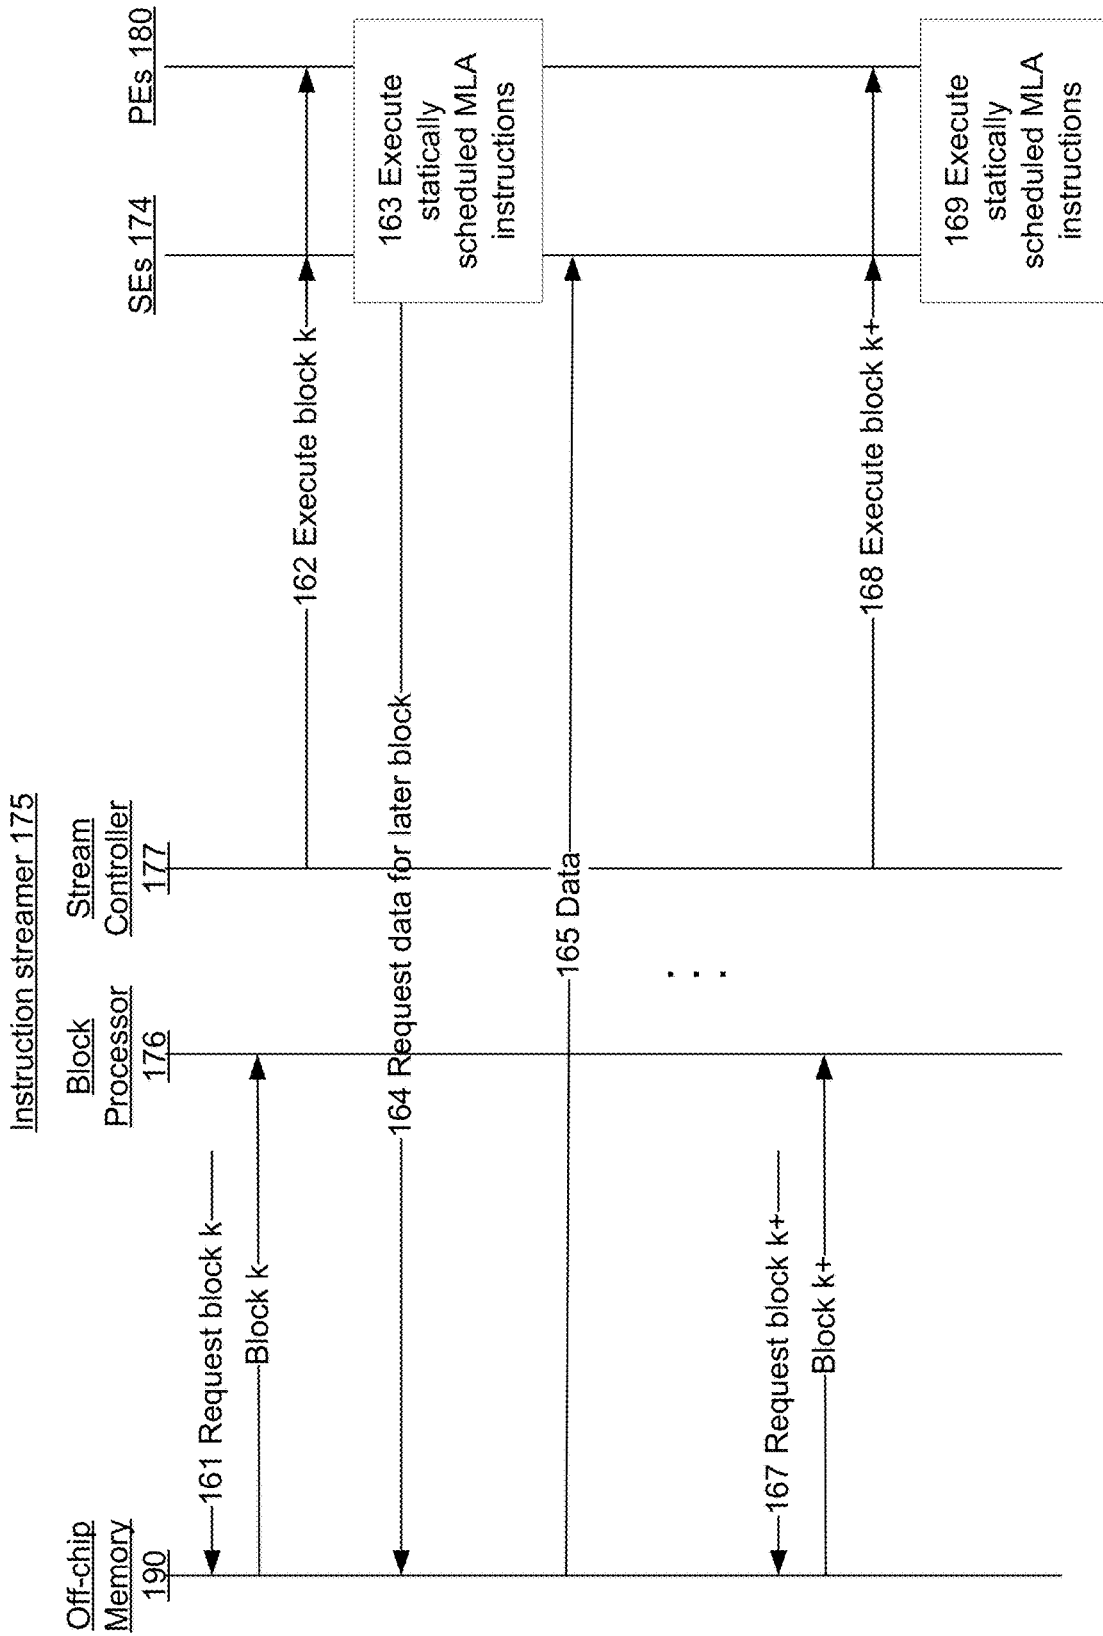 Instruction streamer 175
Off-chip
Memory
190
Block
Processor
176
Stream
Controller
177
SEs 174
PEs 180
161 Request block k
Block k
162 Execute block k
163 Execute
statically
scheduled MLA
instructions
164 Request data for later block
165 Data
. . .
167 Request block k+
Block k+
168 Execute block k+
169 Execute
statically
scheduled MLA
instructions